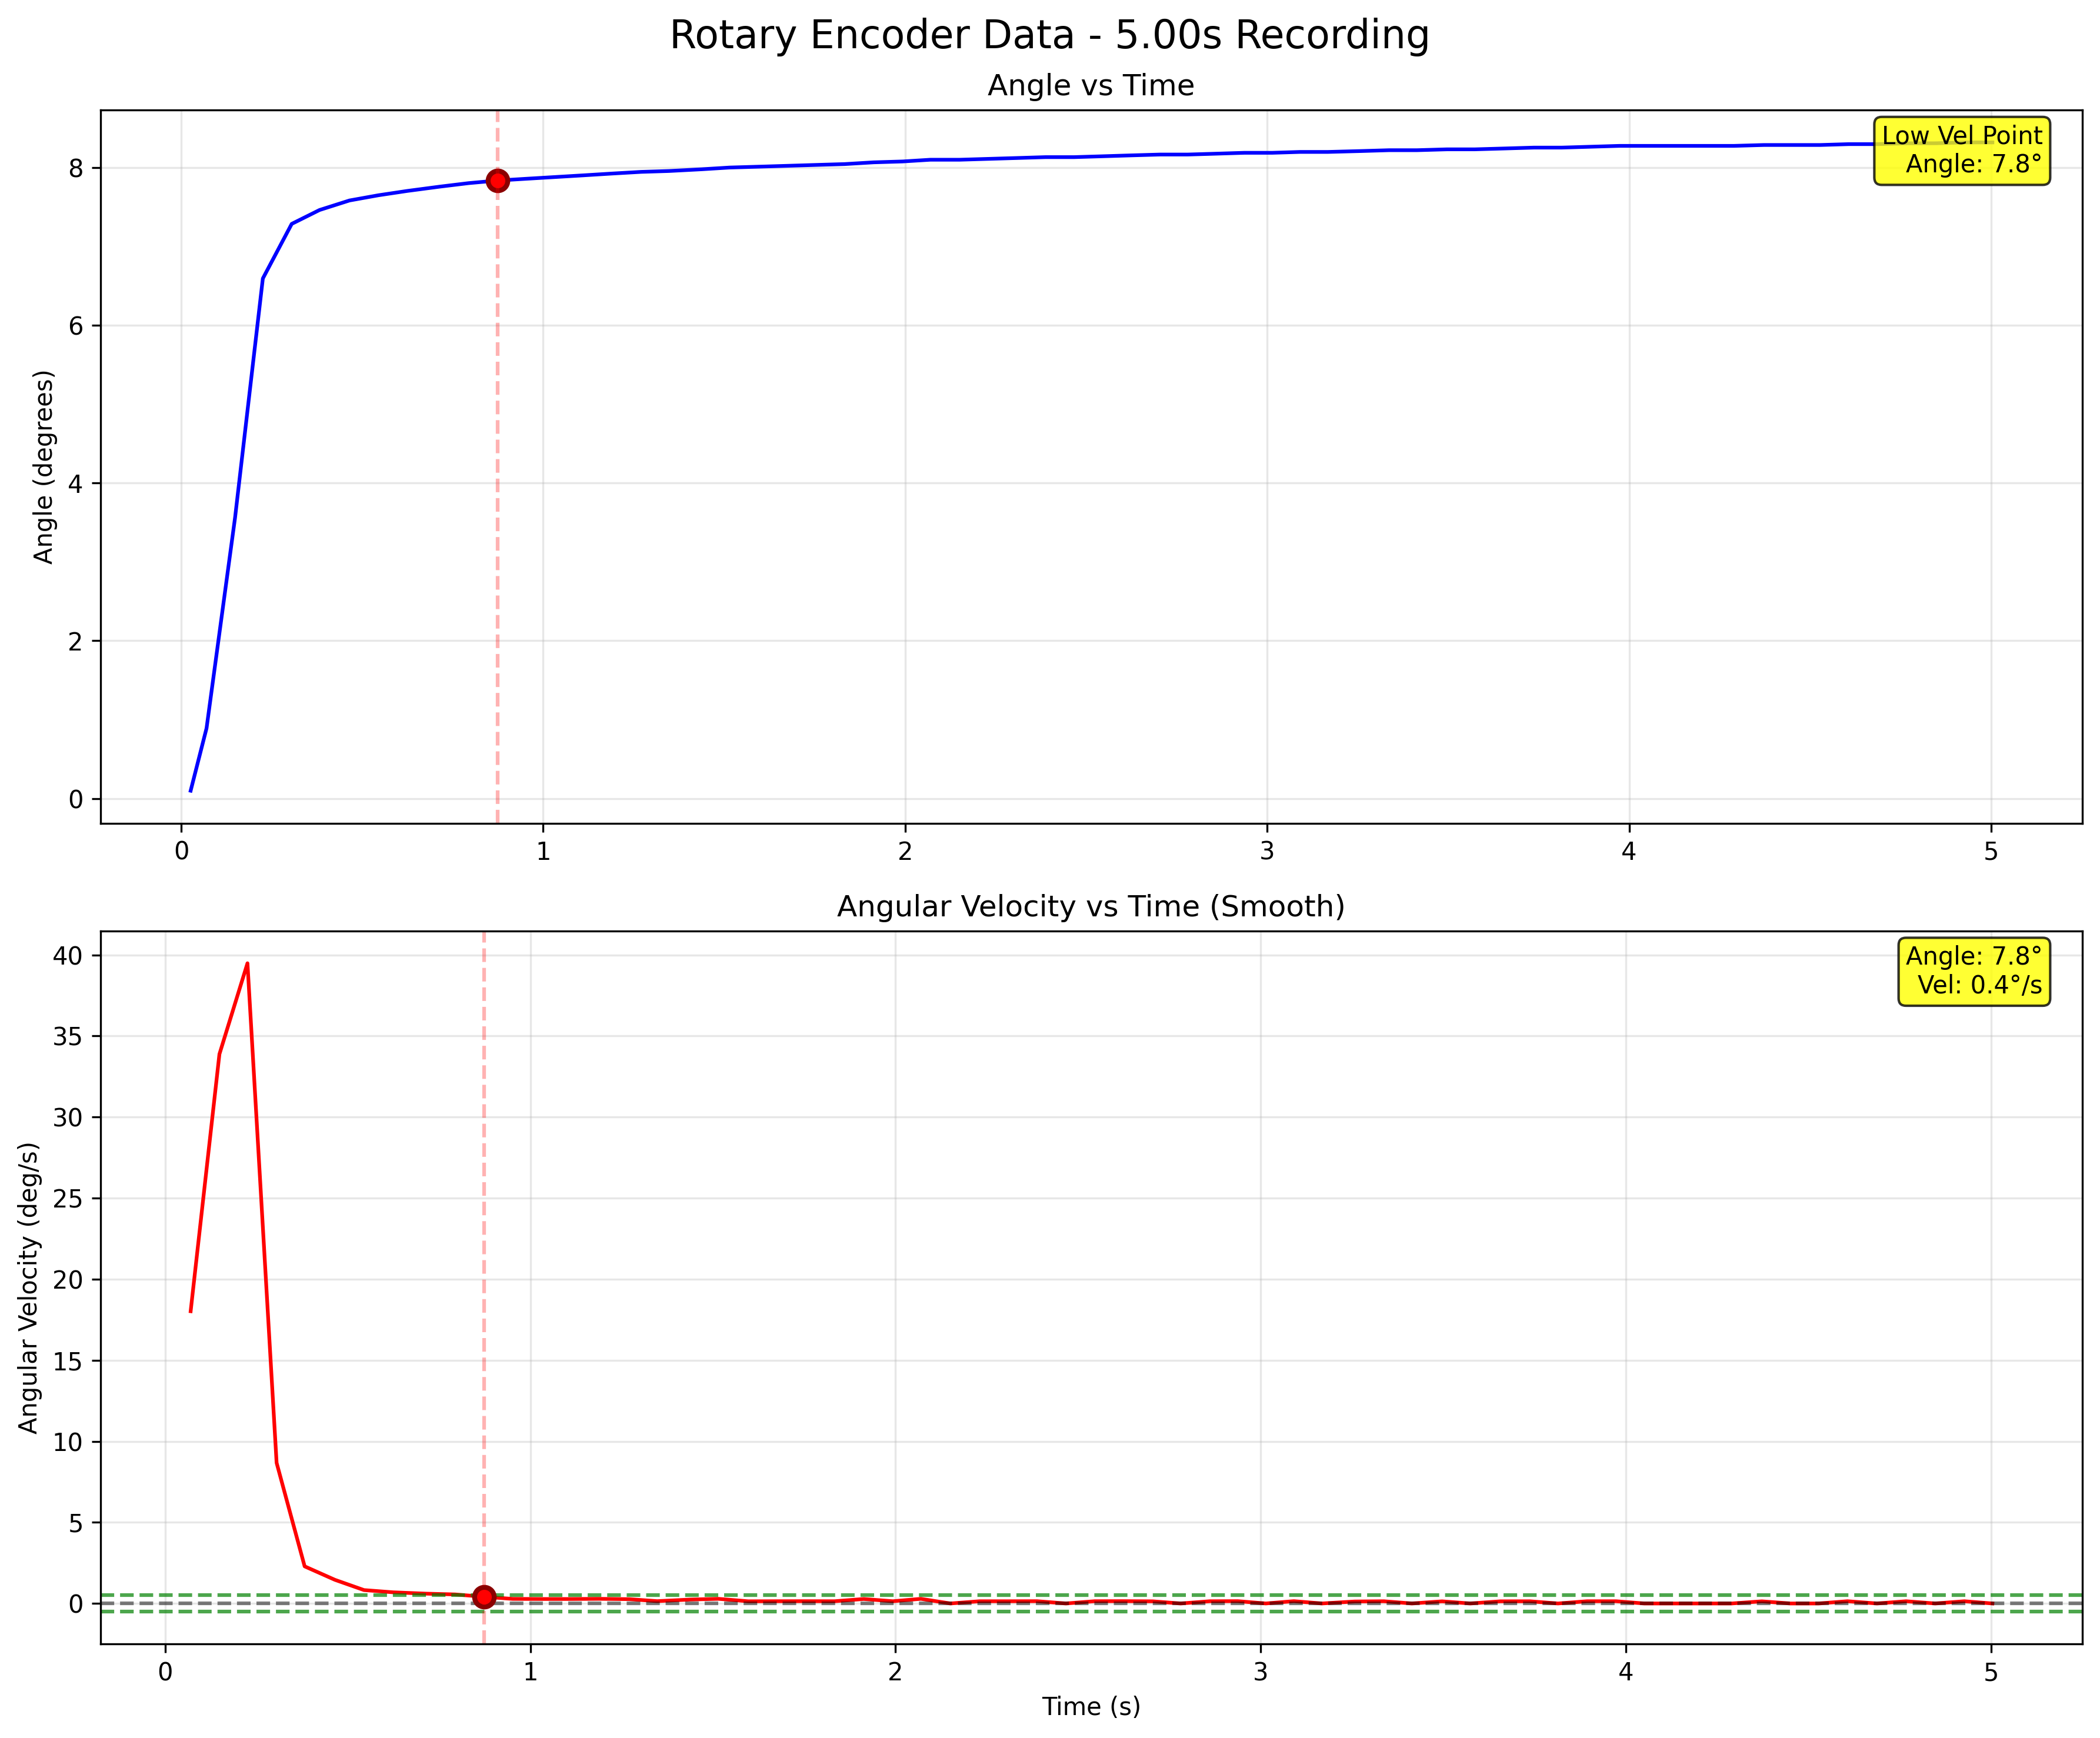 Rotary Encoder Data - 5.00s Recording
Angle vs Time
Low Vel Point
Angle: 7.8°
8
6
4
2
0
Angle (degrees)
0 1 2 3 4 5
Angular Velocity vs Time (Smooth)
Angle: 7.8°
Vel: 0.4°/s
40
35
30
25
20
15
10
5
0
Angular Velocity (deg/s)
0 1 2 3 4 5
Time (s)